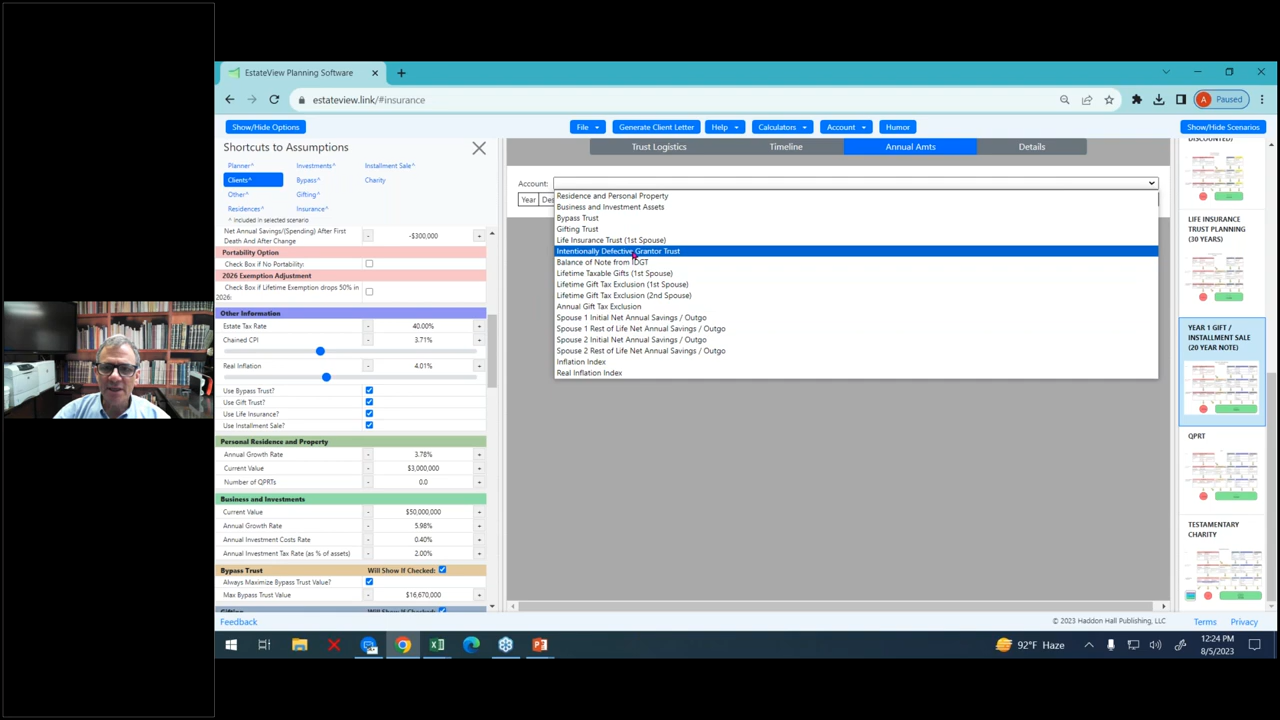 EstateView Planning Software
estateview.link/#insurance
A Paused
Show/Hide Options
File
Generate Client Letter
Help
Calculators
Account
Humor
Show/Hide Scenarios
Shortcuts to Assumptions
Planner^
Investments^
Installment Sale^
Clients^
Bypass^
Charity
Other^
Gifting^
Residences^
Insurance^
^ included in selected scenario
Net Annual Savings/(Spending) After First
Death And After Change
- -$300,000 +
Portability Option
Check Box if No Portability:
2026 Exemption Adjustment
Check Box if Lifetime Exemption drops 50% in
2026:
Other Information
Estate Tax Rate - 40.00% +
Chained CPI - 3.71% +
Real Inflation - 4.01% +
Use Bypass Trust?
Use Gift Trust?
Use Life Insurance?
Use Installment Sale?
Personal Residence and Property
Annual Growth Rate - 3.78% +
Current Value - $3,000,000 +
Number of QPRTs - 0.0 +
Business and Investments
Current Value - $50,000,000 +
Annual Growth Rate - 5.98% +
Annual Investment Costs Rate - 0.40% +
Annual Investment Tax Rate (as % of assets) - 2.00% +
Bypass Trust Will Show If Checked:
Always Maximize Bypass Trust Value?
Max Bypass Trust Value - $16,670,000 +
Trust Logistics
Timeline
Annual Amts
Details
Account:
Year
Residence and Personal Property
Business and Investment Assets
Bypass Trust
Gifting Trust
Life Insurance Trust (1st Spouse)
Intentionally Defective Grantor Trust
Balance of Note from IDGT
Lifetime Taxable Gifts (1st Spouse)
Lifetime Gift Tax Exclusion (1st Spouse)
Lifetime Gift Tax Exclusion (2nd Spouse)
Annual Gift Tax Exclusion
Spouse 1 Initial Net Annual Savings / Outgo
Spouse 1 Rest of Life Net Annual Savings / Outgo
Spouse 2 Initial Net Annual Savings / Outgo
Spouse 2 Rest of Life Net Annual Savings / Outgo
Inflation Index
Real Inflation Index
DISCOUNTED)
LIFE INSURANCE
TRUST PLANNING
(30 YEARS)
YEAR 1 GIFT /
INSTALLMENT SALE
(20 YEAR NOTE)
QPRT
TESTAMENTARY
CHARITY
Feedback
© 2023 Haddon Hall Publishing, LLC
Terms
Privacy
92°F Haze
12:24 PM
8/5/2023